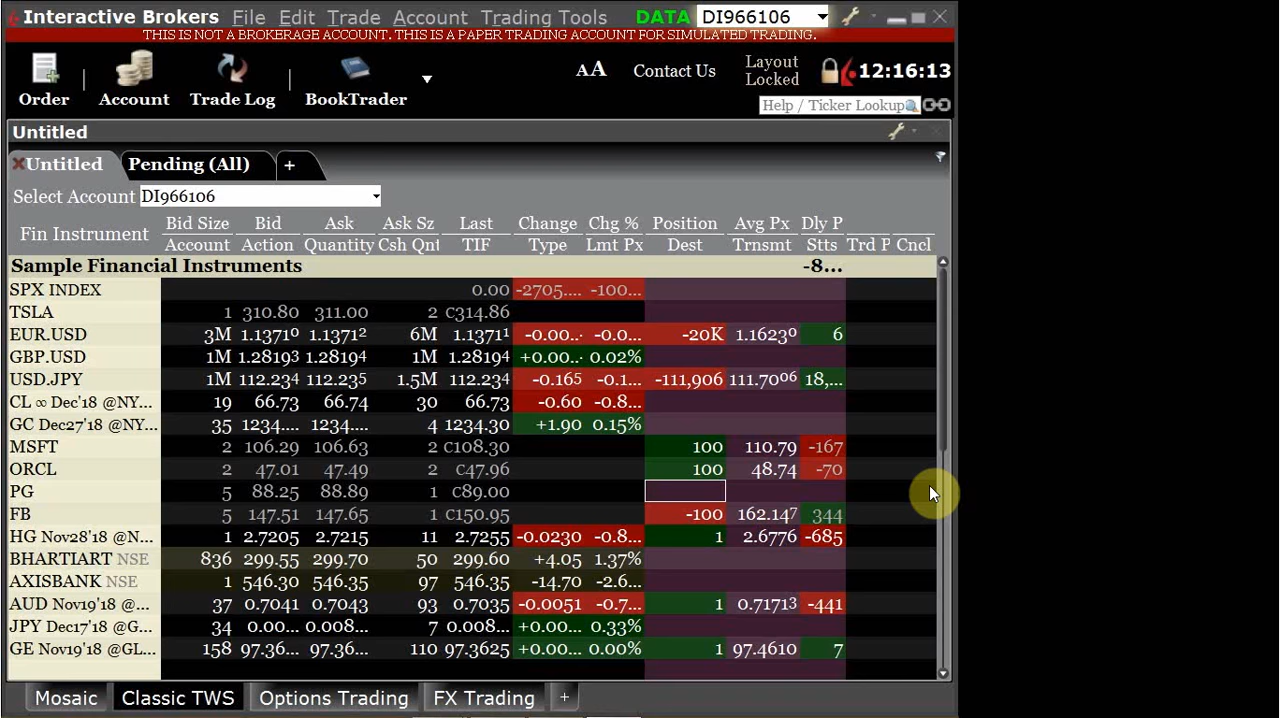 Interactive Brokers File Edit Trade Account Trading Tools DATA DI966106
THIS IS NOT A BROKERAGE ACCOUNT. THIS IS A PAPER TRADING ACCOUNT FOR SIMULATED TRADING.
Order Account Trade Log BookTrader AA Contact Us Layout Locked 12:16:13
Help / Ticker Lookup
Untitled
Untitled Pending (All) +
Select Account DI966106
Fin Instrument
Bid Size Bid Ask Ask Sz Last Change Chg % Position Avg Px Dly P
Account Action Quantity Csh Qnt TIF Type Lmt Px Dest Trnsmt Stts Trd P Cncl
Sample Financial Instruments -8...
SPX INDEX 0.00 -2705.... -100...
TSLA 1 310.80 311.00 2 C314.86
EUR.USD 3M 1.13710 1.13712 6M 1.13711 -0.00... -0.0... -20K 1.16230 6
GBP.USD 1M 1.28193 1.28194 1M 1.28194 +0.00... 0.02%
USD.JPY 1M 112.234 112.235 1.5M 112.234 -0.165 -0.1... -111,906 111.7006 18,...
CL ∞ Dec'18 @NY... 19 66.73 66.74 30 66.73 -0.60 -0.8...
GC Dec27'18 @NY... 35 1234.... 1234.... 4 1234.30 +1.90 0.15%
MSFT 2 106.29 106.63 2 C108.30 100 110.79 -167
ORCL 2 47.01 47.49 2 C47.96 100 48.74 -70
PG 5 88.25 88.89 1 C89.00
FB 5 147.51 147.65 1 C150.95 -100 162.147 344
HG Nov28'18 @N... 1 2.7205 2.7215 11 2.7255 -0.0230 -0.8... 1 2.6776 -685
BHARTIART NSE 836 299.55 299.70 50 299.60 +4.05 1.37%
AXISBANK NSE 1 546.30 546.35 97 546.35 -14.70 -2.6...
AUD Nov19'18 @... 37 0.7041 0.7043 93 0.7035 -0.0051 -0.7... 1 0.71713 -441
JPY Dec17'18 @G... 34 0.00... 0.008... 7 0.008... +0.00... 0.33%
GE Nov19'18 @GL... 158 97.36... 97.36... 110 97.3625 +0.00... 0.00% 1 97.4610 7
Mosaic Classic TWS Options Trading FX Trading +